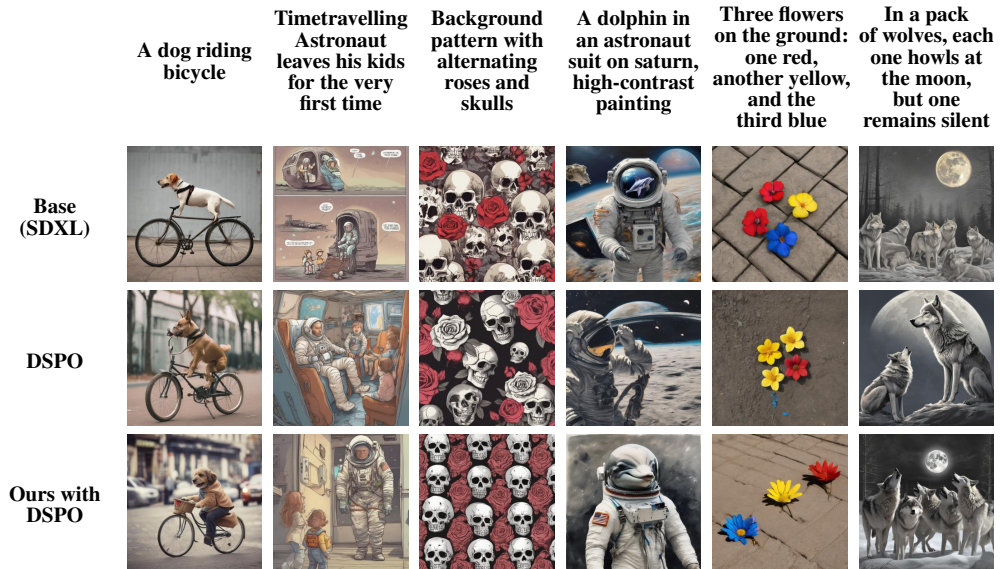 A dog riding
bicycle
Timetravelling
Astronaut
leaves his kids
for the very
first time
Background
pattern with
alternating
roses and
skulls
A dolphin in
an astronaut
suit on saturn,
high-contrast
painting
Three flowers
on the ground:
one red,
another yellow,
and the
third blue
In a pack
of wolves, each
one howls at
the moon,
but one
remains silent
Base
(SDXL)
DSPO
Ours with
DSPO